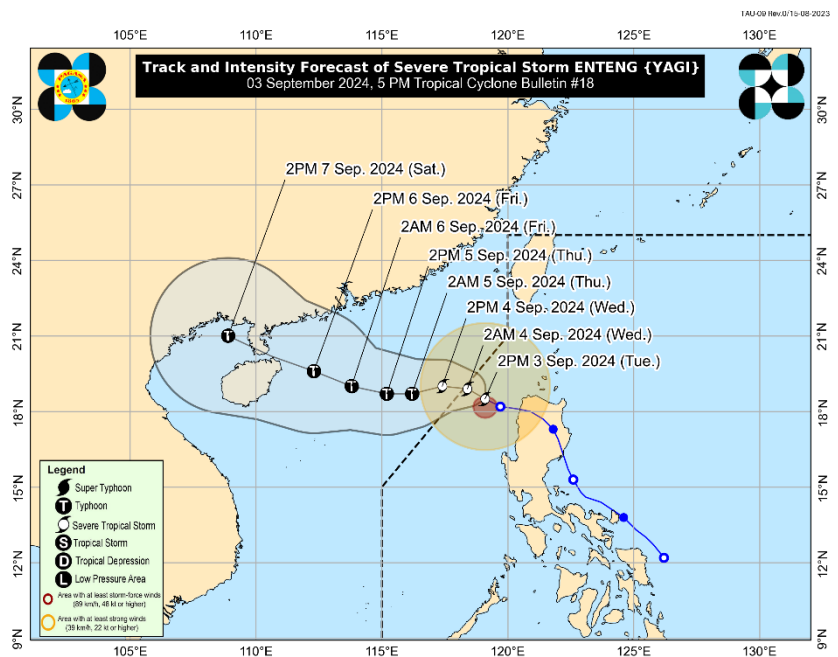 TAU-09 Rev.0/15-08-2023
105°E 110°E 115°E 120°E 125°E 130°E
Track and Intensity Forecast of Severe Tropical Storm ENTENG {YAGI}
03 September 2024, 5 PM Tropical Cyclone Bulletin #18
PAGASA
30°N 30°N
27°N 27°N
2PM 7 Sep. 2024 (Sat.)
2PM 6 Sep. 2024 (Fri.)
2AM 6 Sep. 2024 (Fri.)
24°N 24°N
2PM 5 Sep. 2024 (Thu.)
2AM 5 Sep. 2024 (Thu.)
2PM 4 Sep. 2024 (Wed.)
2AM 4 Sep. 2024 (Wed.)
21°N 21°N
2PM 3 Sep. 2024 (Tue.)
T
T
T
T
T
18°N 18°N
15°N 15°N
12°N 12°N
9°N 9°N
Legend
Super Typhoon
T Typhoon
Severe Tropical Storm
S Tropical Storm
D Tropical Depression
L Low Pressure Area
Area with at least storm-force winds
(89 km/h, 48 kt or higher)
Area with at least strong winds
(39 km/h, 22 kt or higher)
105°E 110°E 115°E 120°E 125°E 130°E